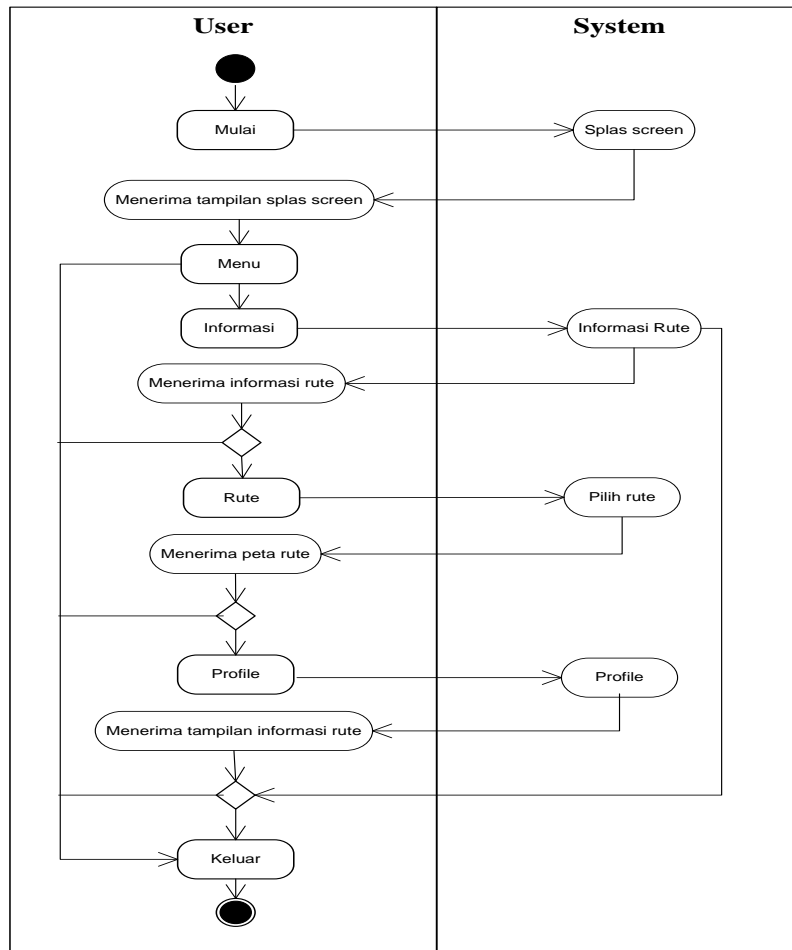 User
System
Mulai
Splas screen
Menerima tampilan splas screen
Menu
Informasi
Informasi Rute
Menerima informasi rute
Rute
Pilih rute
Menerima peta rute
Profile
Profile
Menerima tampilan informasi rute
Keluar